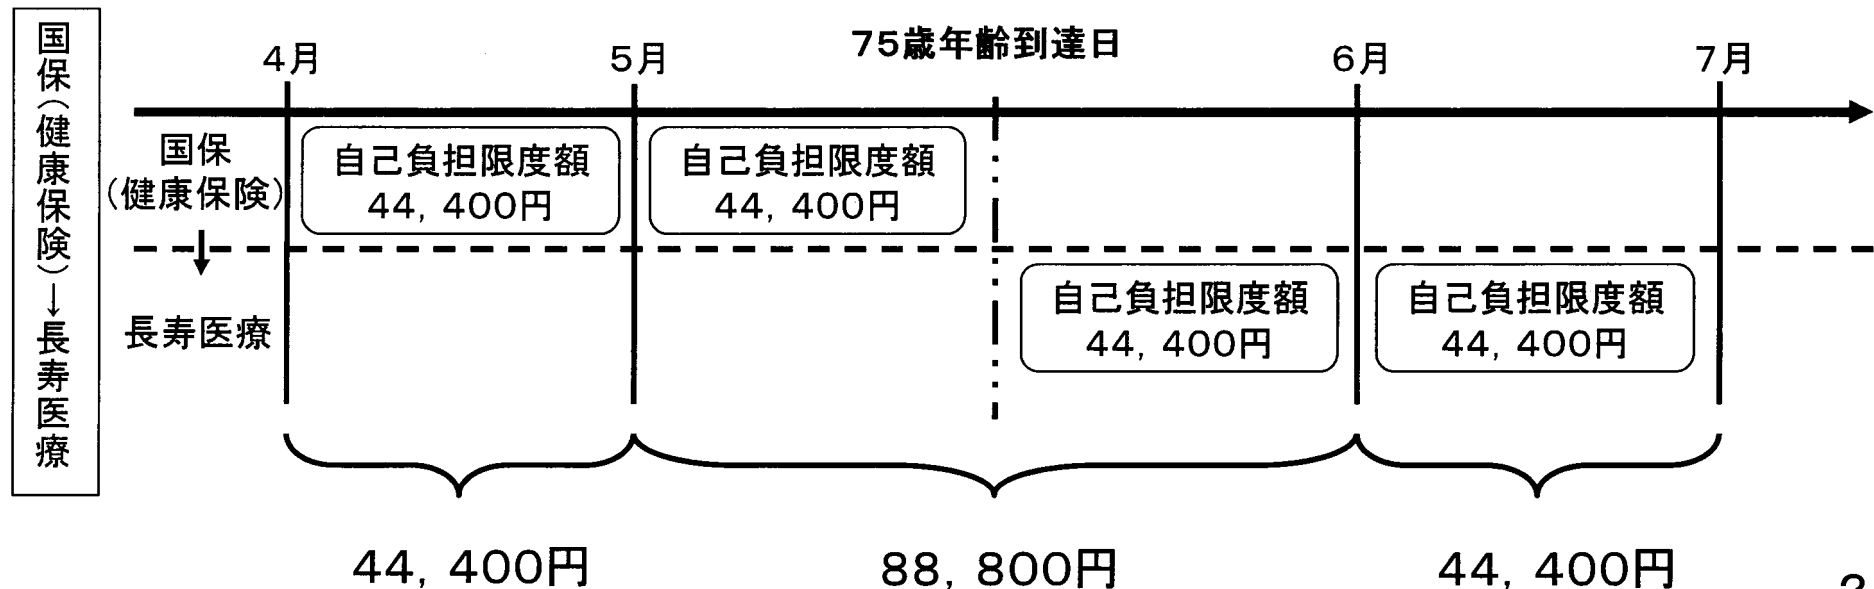 国保（健康保険）→長寿医療
75歳年齢到達日
4月
5月
6月
7月
国保
（健康保険）
↓
長寿医療
自己負担限度額
44，400円
自己負担限度額
44，400円
自己負担限度額
44，400円
自己負担限度額
44，400円
44，400円
88，800円
44，400円